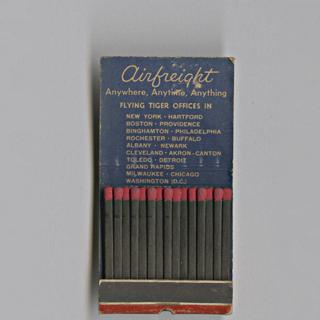 Airfreight
Anywhere, Anytime, Anything
FLYING TIGER OFFICES IN
NEW YORK · HARTFORD
BOSTON · PROVIDENCE
BINGHAMTON · PHILADELPHIA
ROCHESTER · BUFFALO
ALBANY · NEWARK
CLEVELAND · AKRON-CANTON
TOLEDO · DETROIT
GRAND RAPIDS
MILWAUKEE · CHICAGO
WASHINGTON (D.C.)